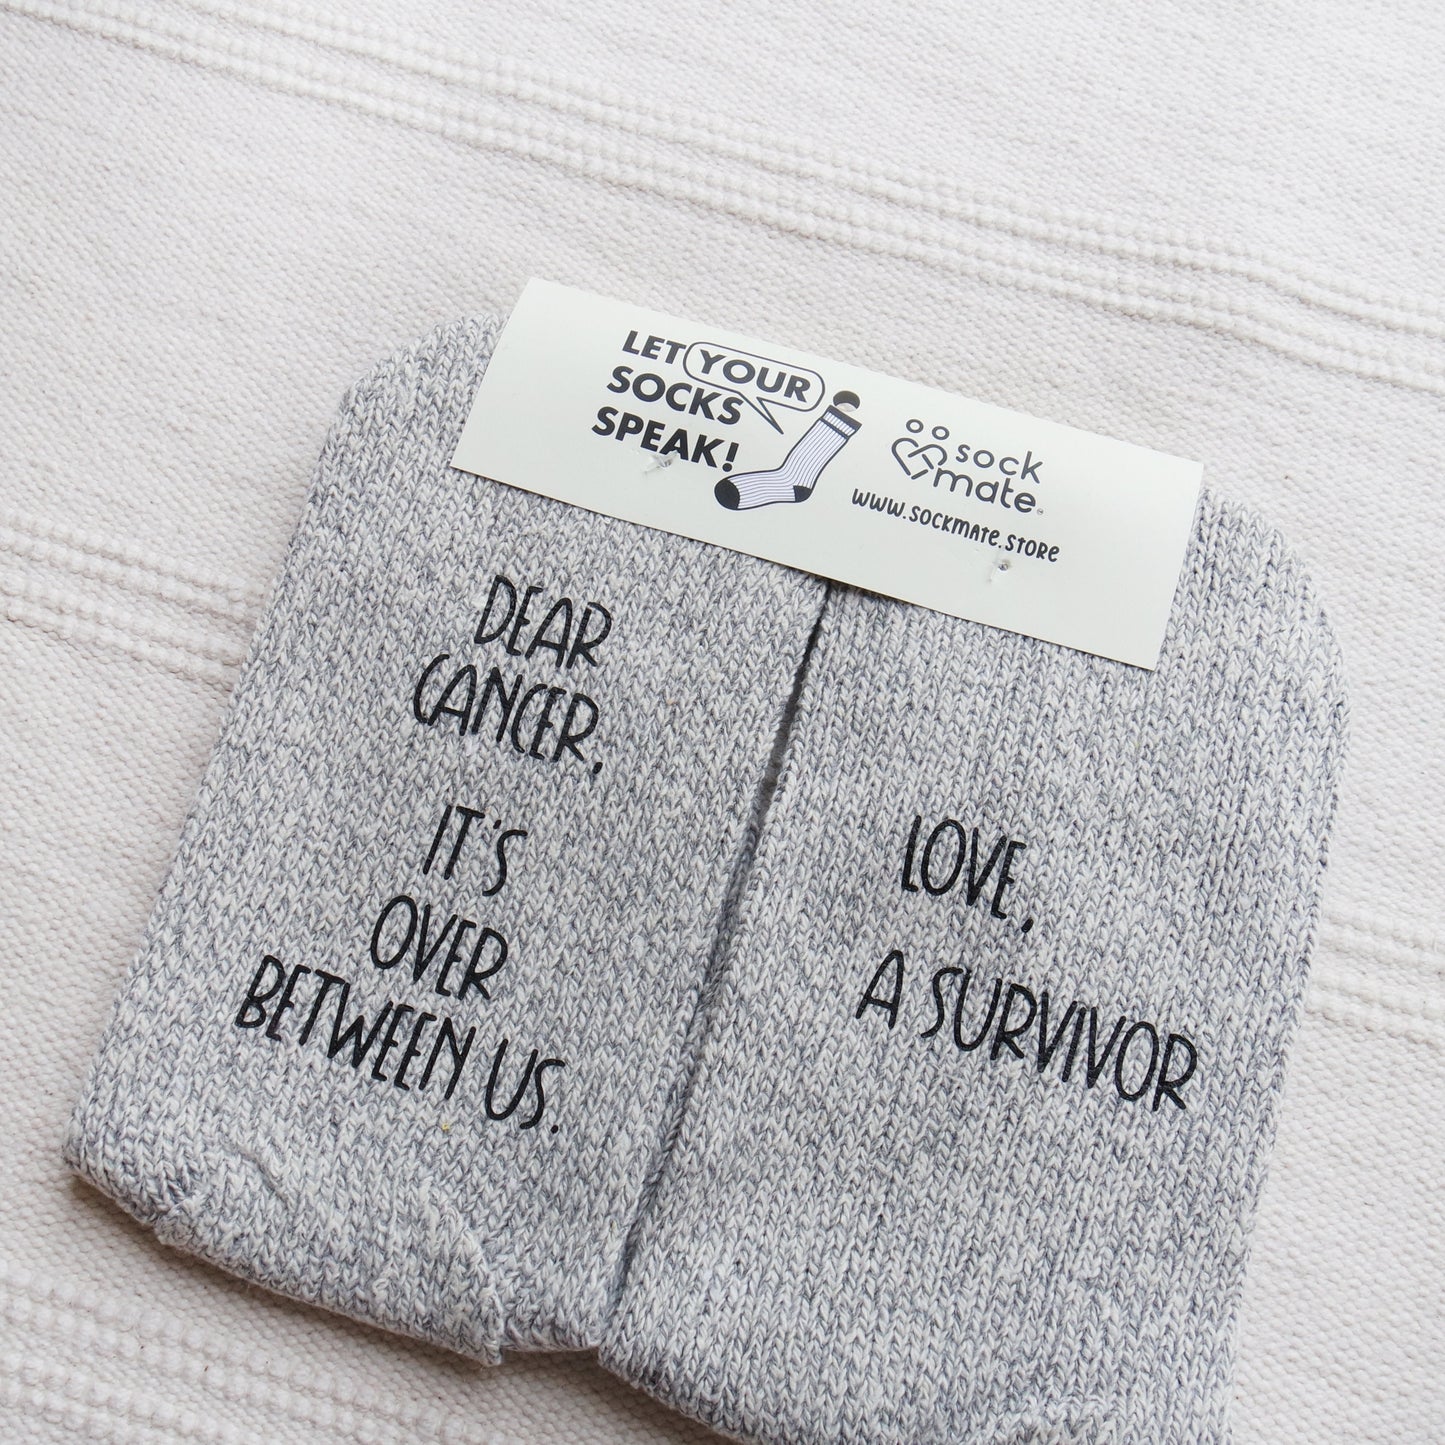 LET YOUR
SOCKS
SPEAK!
sock
mate
www.sockmate.store
DEAR
CANCER,
IT'S
OVER
BETWEEN US.
LOVE,
A SURVIVOR